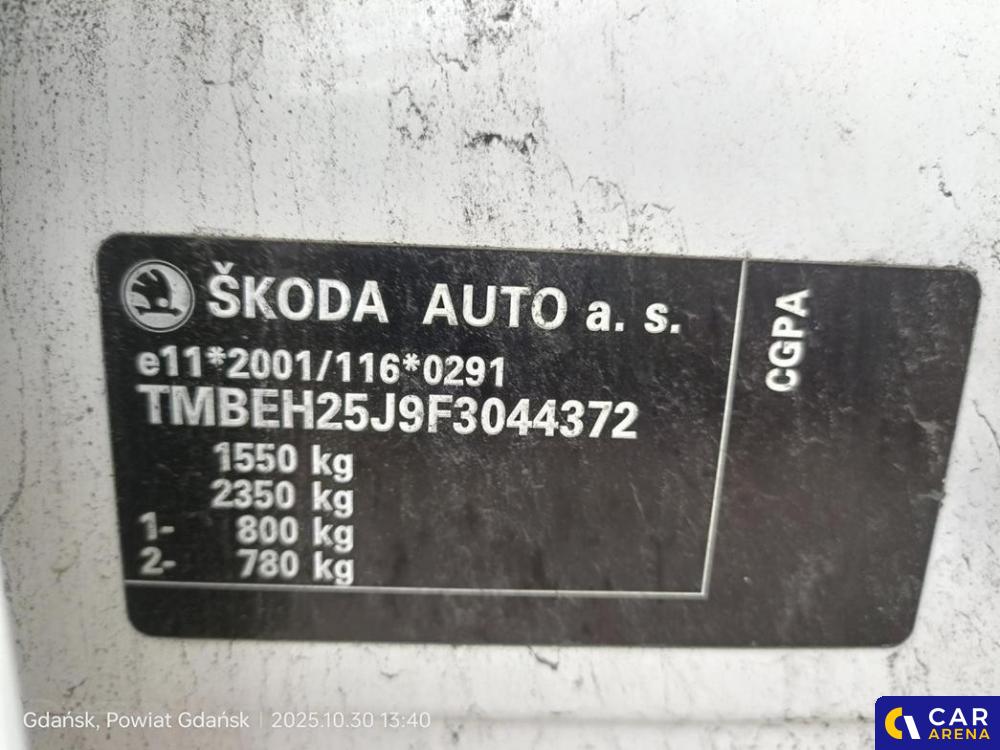 ŠKODA AUTO a. s.
e11*2001/116*0291
TMBEH25J9F3044372
1550 kg
2350 kg
1- 800 kg
2- 780 kg
CGPA
Gdańsk, Powiat Gdańsk | 2025.10.30 13:40
CAR
ARENA